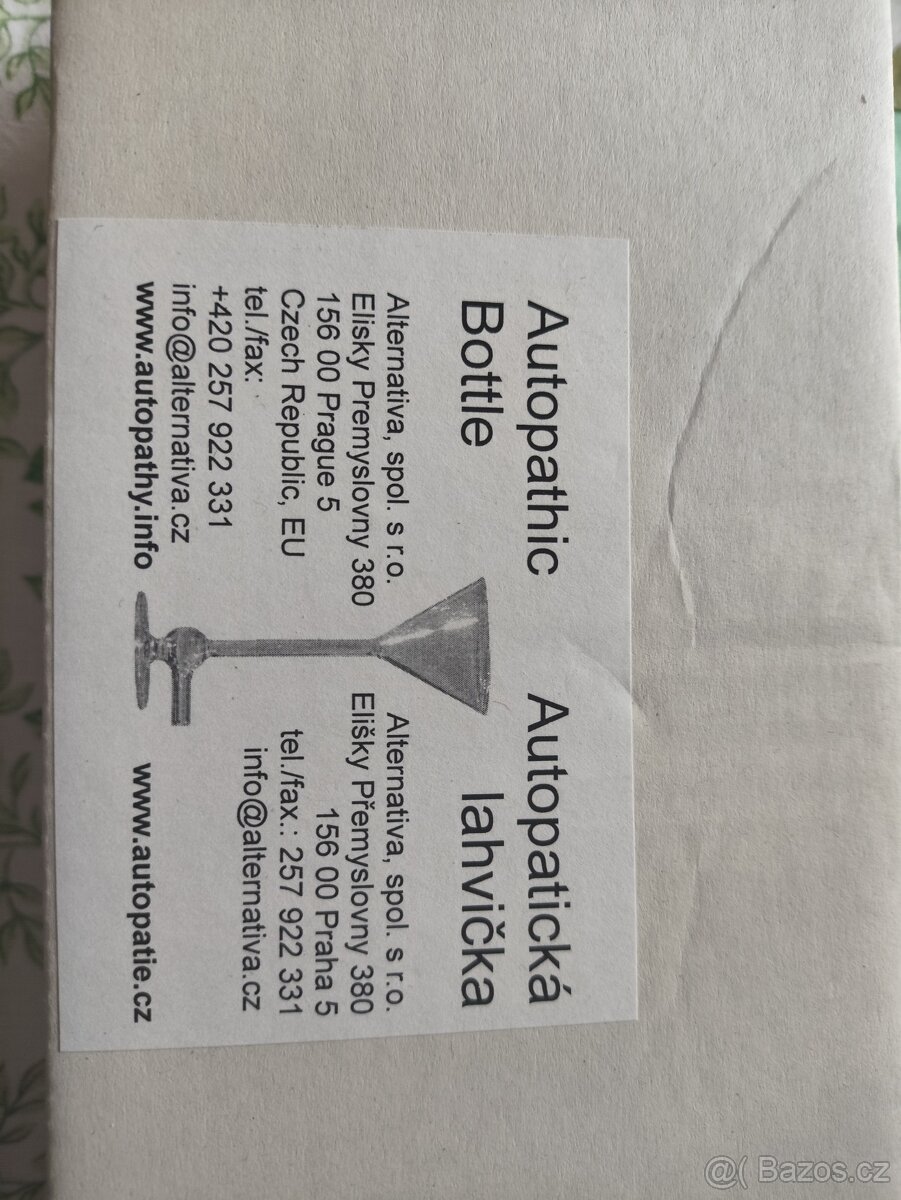 Autopathic
Bottle
Alternativa, spol. s r.o.
Elisky Premyslovny 380
156 00 Prague 5
Czech Republic, EU
tel./fax:
+420 257 922 331
info@alternativa.cz
www.autopathy.info
Autopatická
lahvička
Alternativa, spol. s r.o.
Elišky Přemyslovny 380
156 00 Praha 5
tel./fax.: 257 922 331
info@alternativa.cz
www.autopatie.cz
@( Bazos.cz